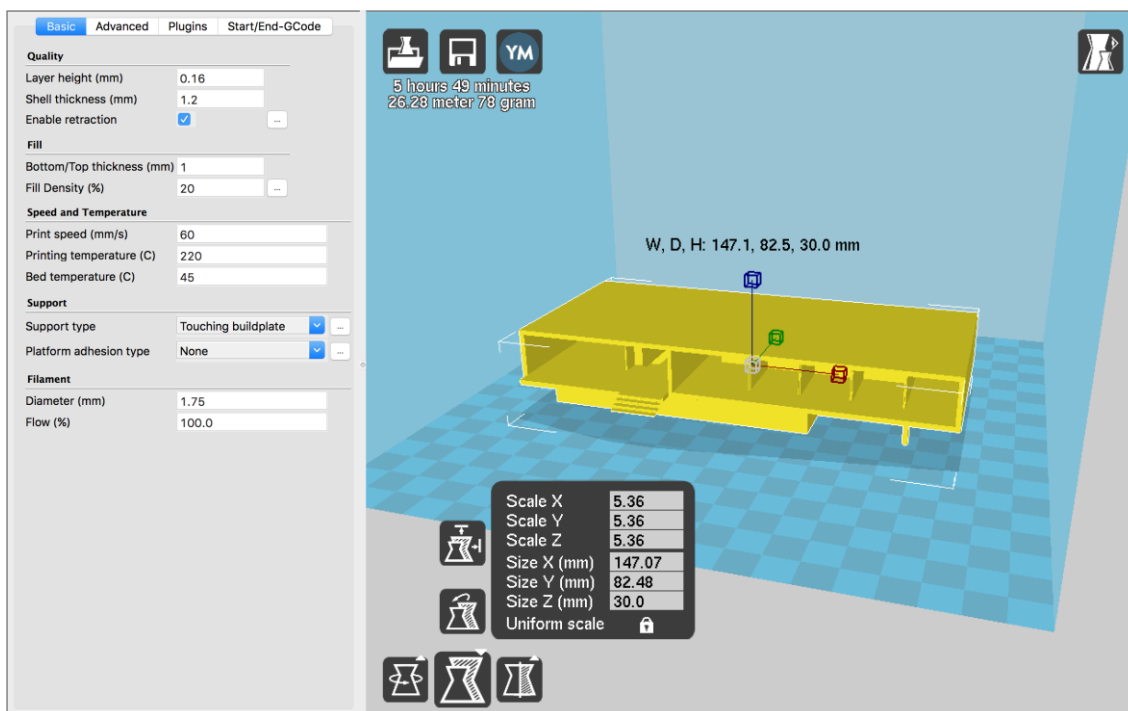 Basic Advanced Plugins Start/End-GCode
Quality
Layer height (mm) 0.16
Shell thickness (mm) 1.2
Enable retraction ...
Fill
Bottom/Top thickness (mm) 1
Fill Density (%) 20 ...
Speed and Temperature
Print speed (mm/s) 60
Printing temperature (C) 220
Bed temperature (C) 45
Support
Support type Touching buildplate ...
Platform adhesion type None ...
Filament
Diameter (mm) 1.75
Flow (%) 100.0
YM
5 hours 49 minutes
26.28 meter 78 gram
W, D, H: 147.1, 82.5, 30.0 mm
Scale X 5.36
Scale Y 5.36
Scale Z 5.36
Size X (mm) 147.07
Size Y (mm) 82.48
Size Z (mm) 30.0
Uniform scale